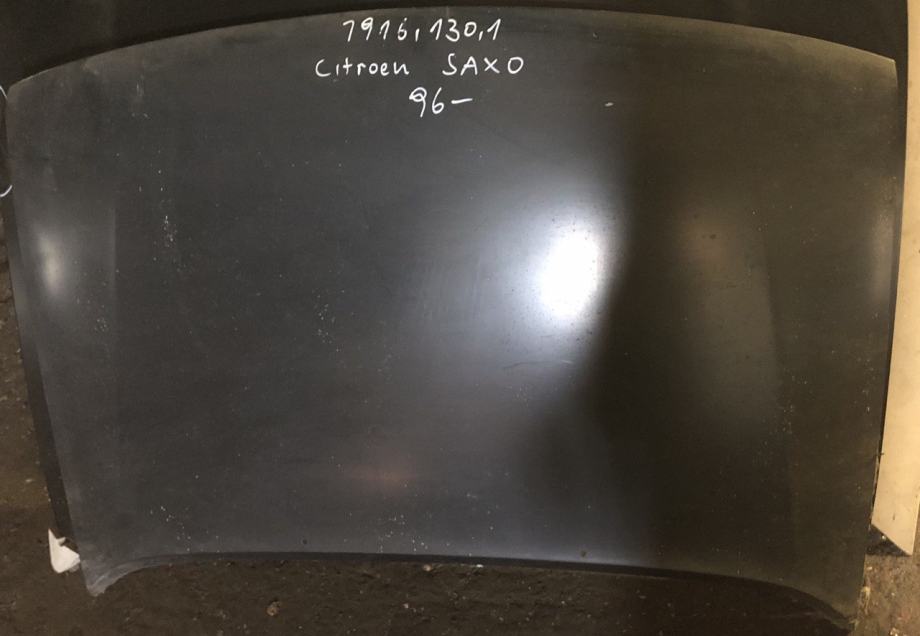 7916,130,1
Citroen SAXO
96-